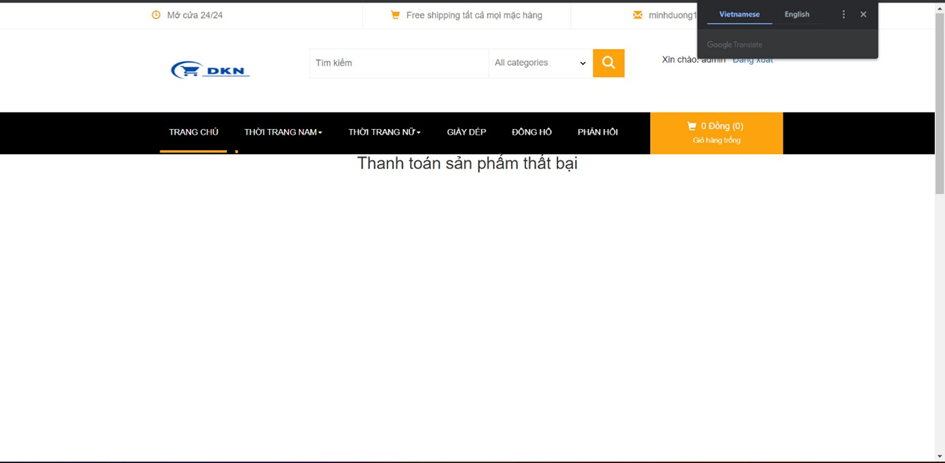 Mở cửa 24/24
Free shipping tất cả mọi mặc hàng
minhduong1
Vietnamese
English
Google Translate
DKN
Tìm kiếm
All categories
Xin chào: admin
Đăng xuất
TRANG CHỦ
THỜI TRANG NAM
THỜI TRANG NỮ
GIÀY DÉP
ĐỒNG HỒ
PHẢN HỒI
0 Đồng (0)
Giỏ hàng trống
Thanh toán sản phẩm thất bại